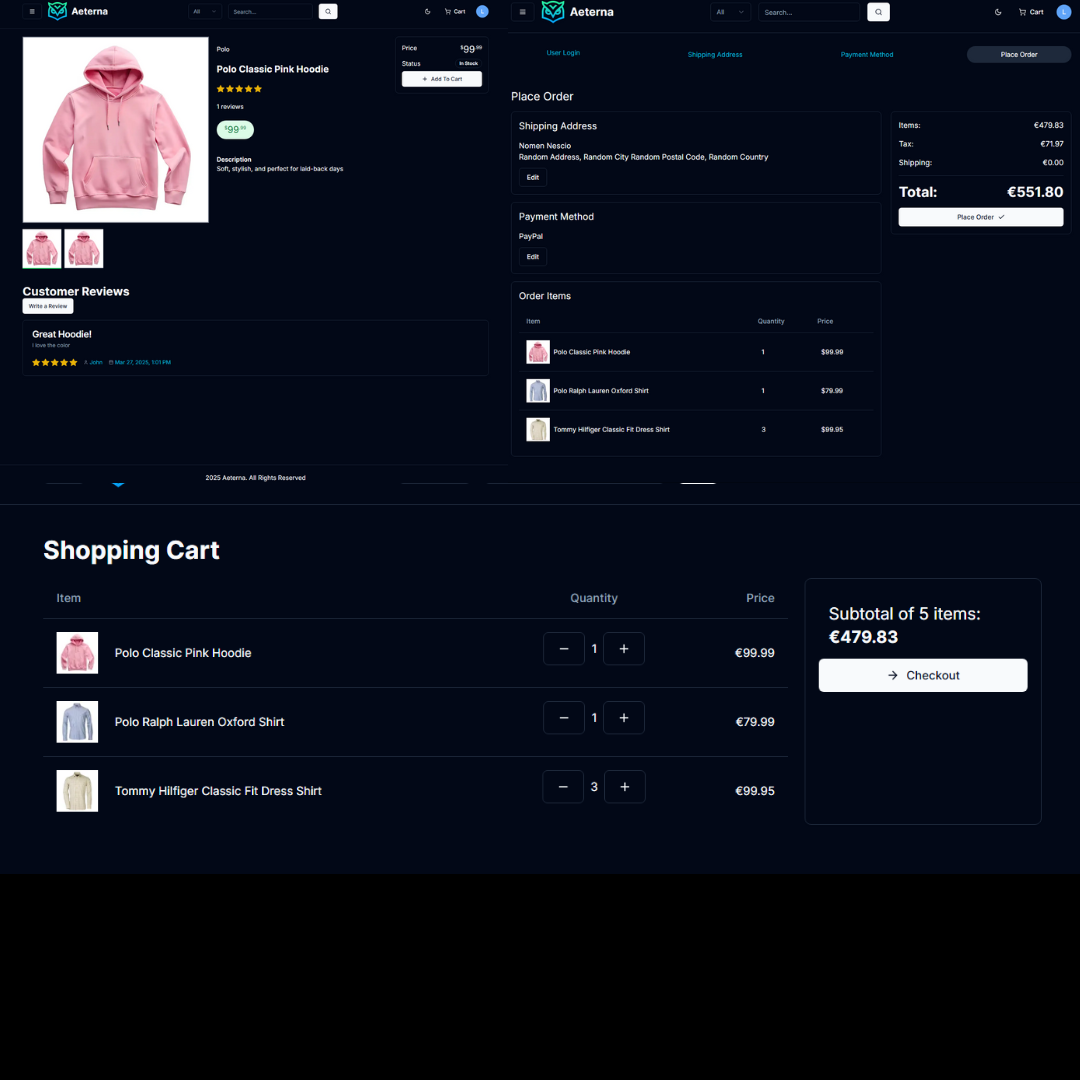 Aeterna
All
Search...
Cart
L
Polo
Polo Classic Pink Hoodie
1 reviews
$99.99
Description
Soft, stylish, and perfect for laid-back days
Price $99.99
Status In Stock
+ Add To Cart
Customer Reviews
Write a Review
Great Hoodie!
I love the color
John Mar 27, 2025, 1:01 PM
2025 Aeterna. All Rights Reserved
Aeterna
All
Search...
Cart
L
User Login
Shipping Address
Payment Method
Place Order
Place Order
Shipping Address
Nomen Nescio
Random Address, Random City Random Postal Code, Random Country
Edit
Payment Method
PayPal
Edit
Order Items
Item Quantity Price
Polo Classic Pink Hoodie 1 $99.99
Polo Ralph Lauren Oxford Shirt 1 $79.99
Tommy Hilfiger Classic Fit Dress Shirt 3 $99.95
Items: €479.83
Tax: €71.97
Shipping: €0.00
Total: €551.80
Place Order
Shopping Cart
Item Quantity Price
Polo Classic Pink Hoodie − 1 + €99.99
Polo Ralph Lauren Oxford Shirt − 1 + €79.99
Tommy Hilfiger Classic Fit Dress Shirt − 3 + €99.95
Subtotal of 5 items:
€479.83
Checkout